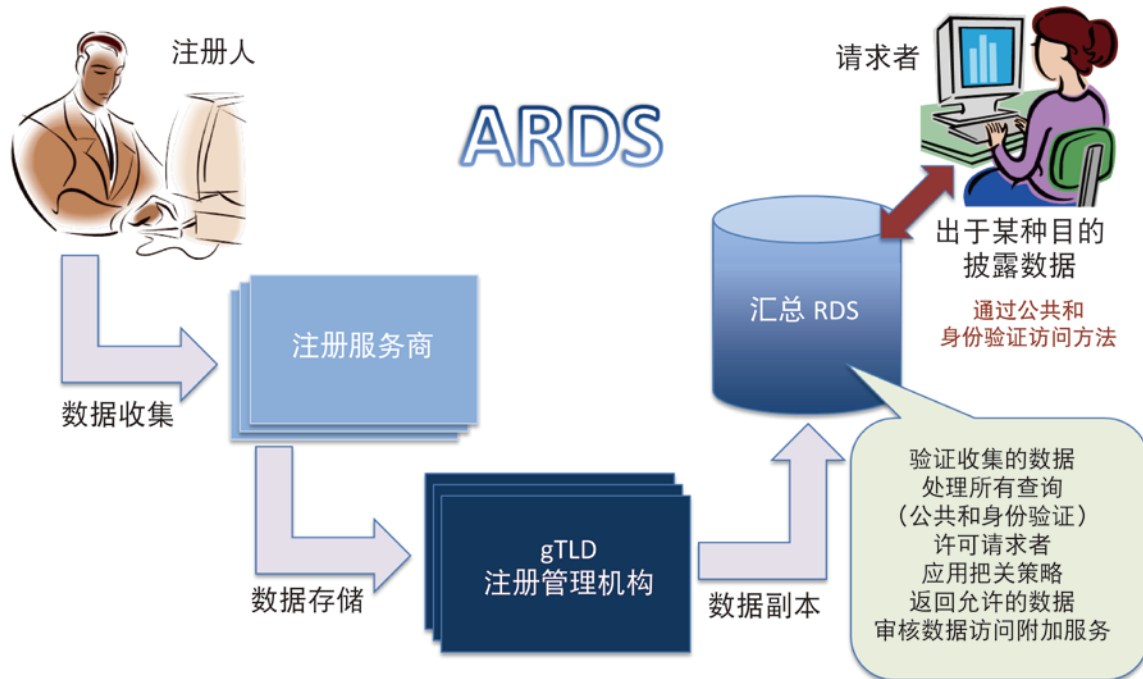 注册人
请求者
ARDS
出于某种目的
披露数据
通过公共和
身份验证访问方法
汇总 RDS
注册服务商
数据收集
验证收集的数据
处理所有查询
（公共和身份验证）
许可请求者
应用把关策略
返回允许的数据
审核数据访问附加服务
gTLD
注册管理机构
数据存储
数据副本